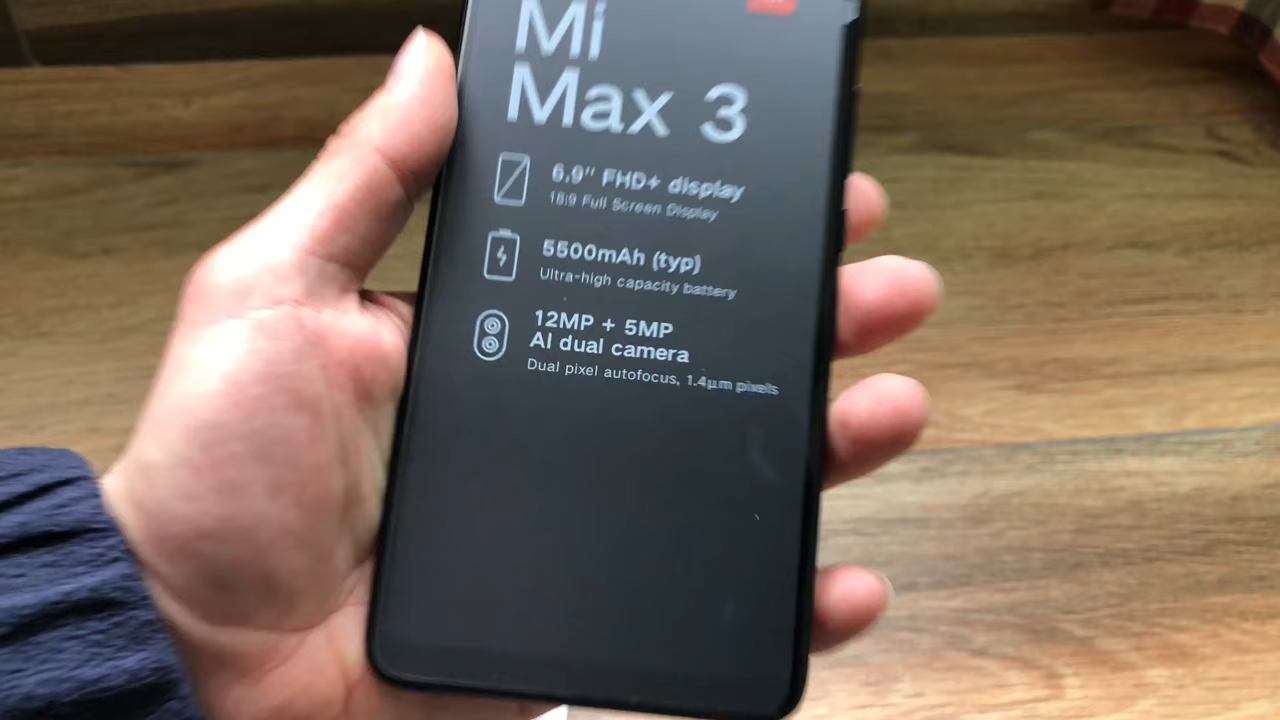 Mi
Max 3
6.9" FHD+ display
18:9 Full Screen Display
5500mAh (typ)
Ultra-high capacity battery
12MP + 5MP
AI dual camera
Dual pixel autofocus, 1.4μm pixels